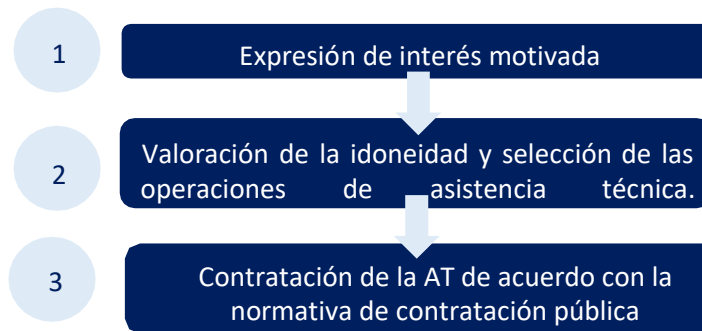 1
Expresión de interés motivada
2
Valoración de la idoneidad y selección de las
operaciones de asistencia técnica.
3
Contratación de la AT de acuerdo con la
normativa de contratación pública